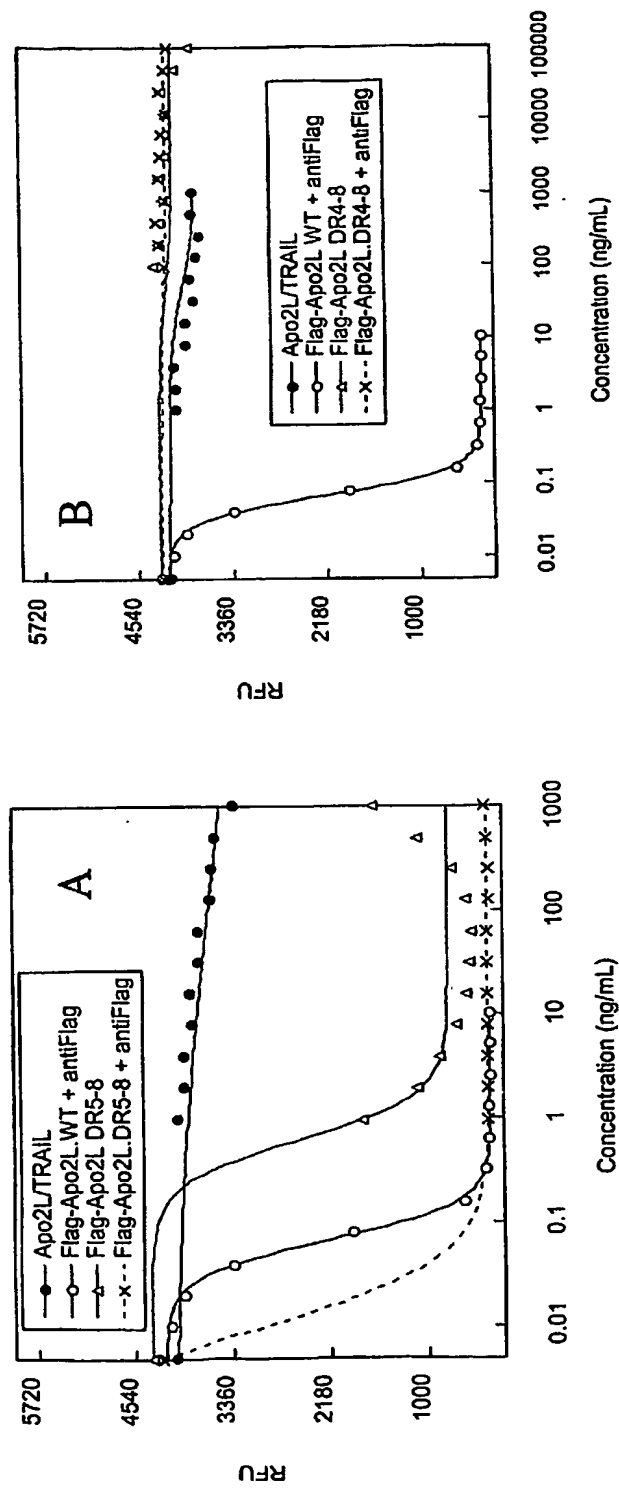 A
5720
4540
3360
2180
1000
RFU
Apo2L/TRAIL
Flag-Apo2L.WT + antiFlag
Flag-Apo2L DR5-8
Flag-Apo2L.DR5-8 + antiFlag
0.01
0.1
1
10
100
1000
Concentration (ng/mL)
B
5720
4540
3360
2180
1000
RFU
Apo2L/TRAIL
Flag-Apo2L WT + antiFlag
Flag-Apo2L DR4-8
Flag-Apo2L.DR4-8 + antiFlag
0.01
0.1
1
10
100
1000
10000
100000
Concentration (ng/mL)